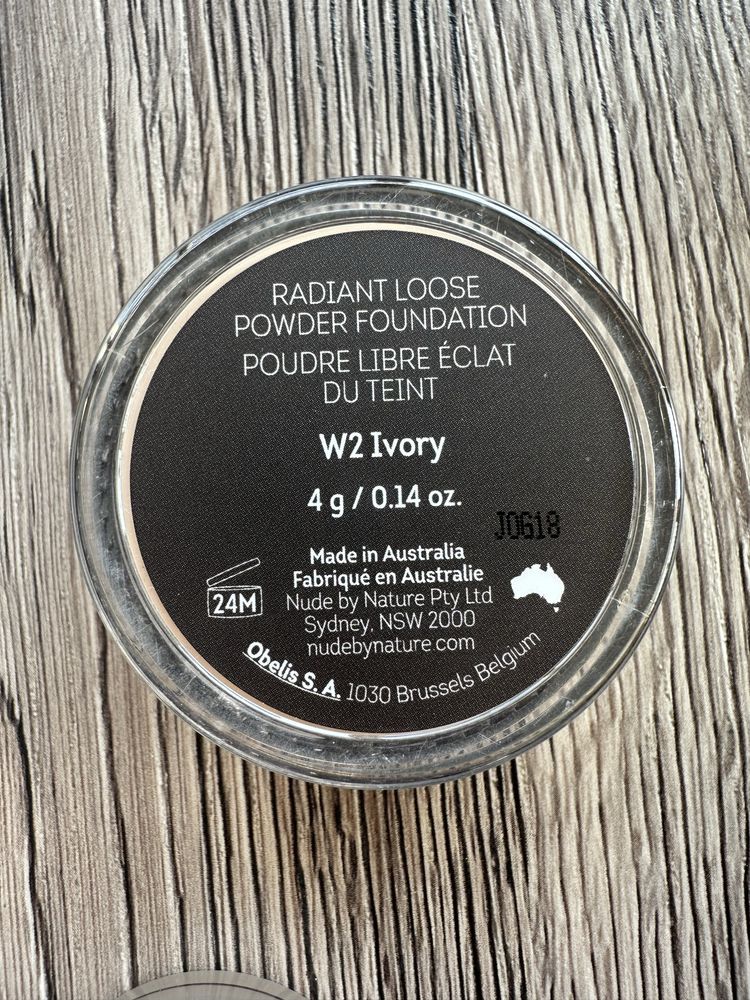 RADIANT LOOSE
POWDER FOUNDATION
POUDRE LIBRE ÉCLAT
DU TEINT
W2 Ivory
4 g / 0.14 oz.
J0618
Made in Australia
Fabriqué en Australie
24M
Nude by Nature Pty Ltd
Sydney, NSW 2000
nudebynature.com
Obelis S. A. 1030 Brussels Belgium